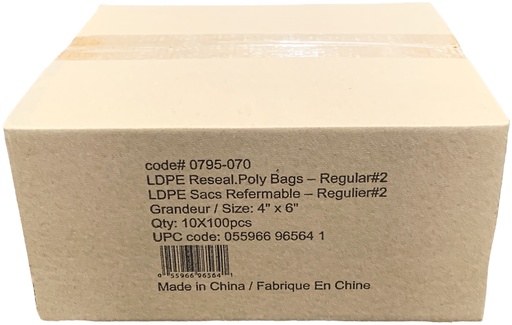 code# 0795-070
LDPE Reseal.Poly Bags – Regular#2
LDPE Sacs Refermable – Regulier#2
Grandeur / Size: 4" x 6"
Qty: 10X100pcs
UPC code: 055966 96564 1
0 55966 96564 1
Made in China / Fabrique En Chine